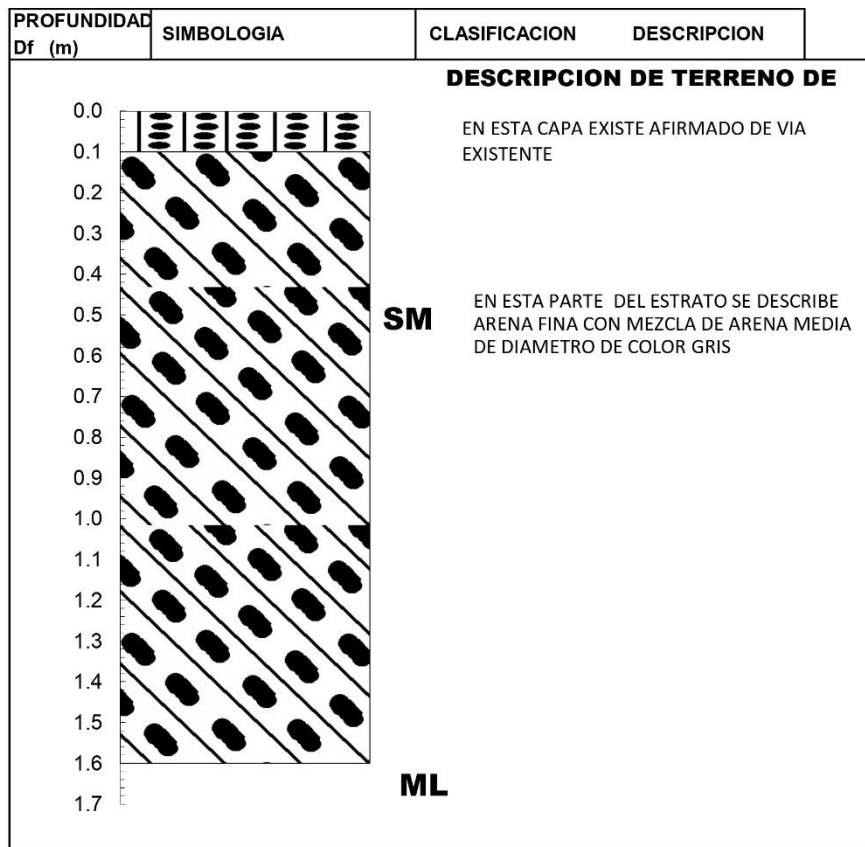 PROFUNDIDAD
Df (m)
SIMBOLOGIA
CLASIFICACION
DESCRIPCION
DESCRIPCION DE TERRENO DE
0.0
EN ESTA CAPA EXISTE AFIRMADO DE VIA
EXISTENTE
0.1
0.2
0.3
0.4
EN ESTA PARTE DEL ESTRATO SE DESCRIBE
ARENA FINA CON MEZCLA DE ARENA MEDIA
DE DIAMETRO DE COLOR GRIS
SM
0.5
0.6
0.7
0.8
0.9
1.0
1.1
1.2
1.3
1.4
1.5
1.6
ML
1.7